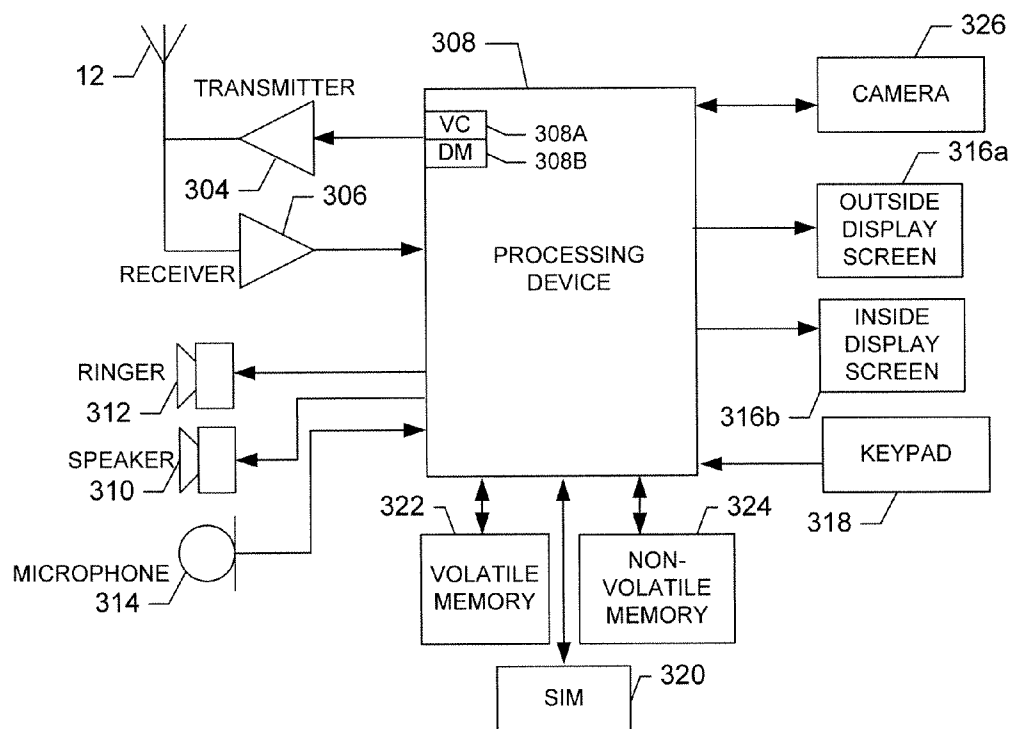 308
326
12
TRANSMITTER
CAMERA
VC
308A
DM
308B
316a
304
306
OUTSIDE
DISPLAY
SCREEN
PROCESSING
DEVICE
RECEIVER
INSIDE
DISPLAY
SCREEN
RINGER
312
316b
SPEAKER
310
KEYPAD
322
324
318
MICROPHONE
314
VOLATILE
MEMORY
NON-
VOLATILE
MEMORY
SIM
320